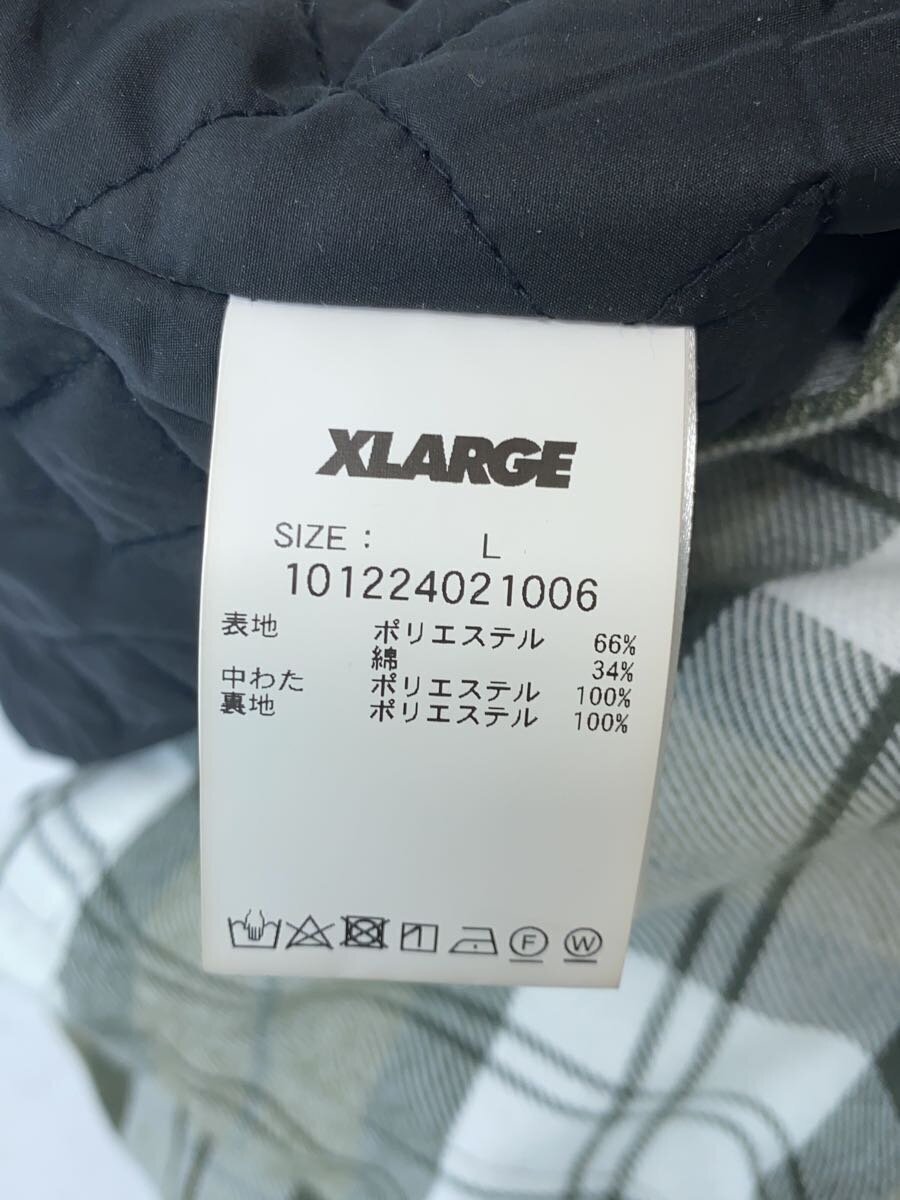 XLARGE
SIZE : L
101224021006
表地 ポリエステル 66%
綿 34%
中わた ポリエステル 100%
裏地 ポリエステル 100%
F W